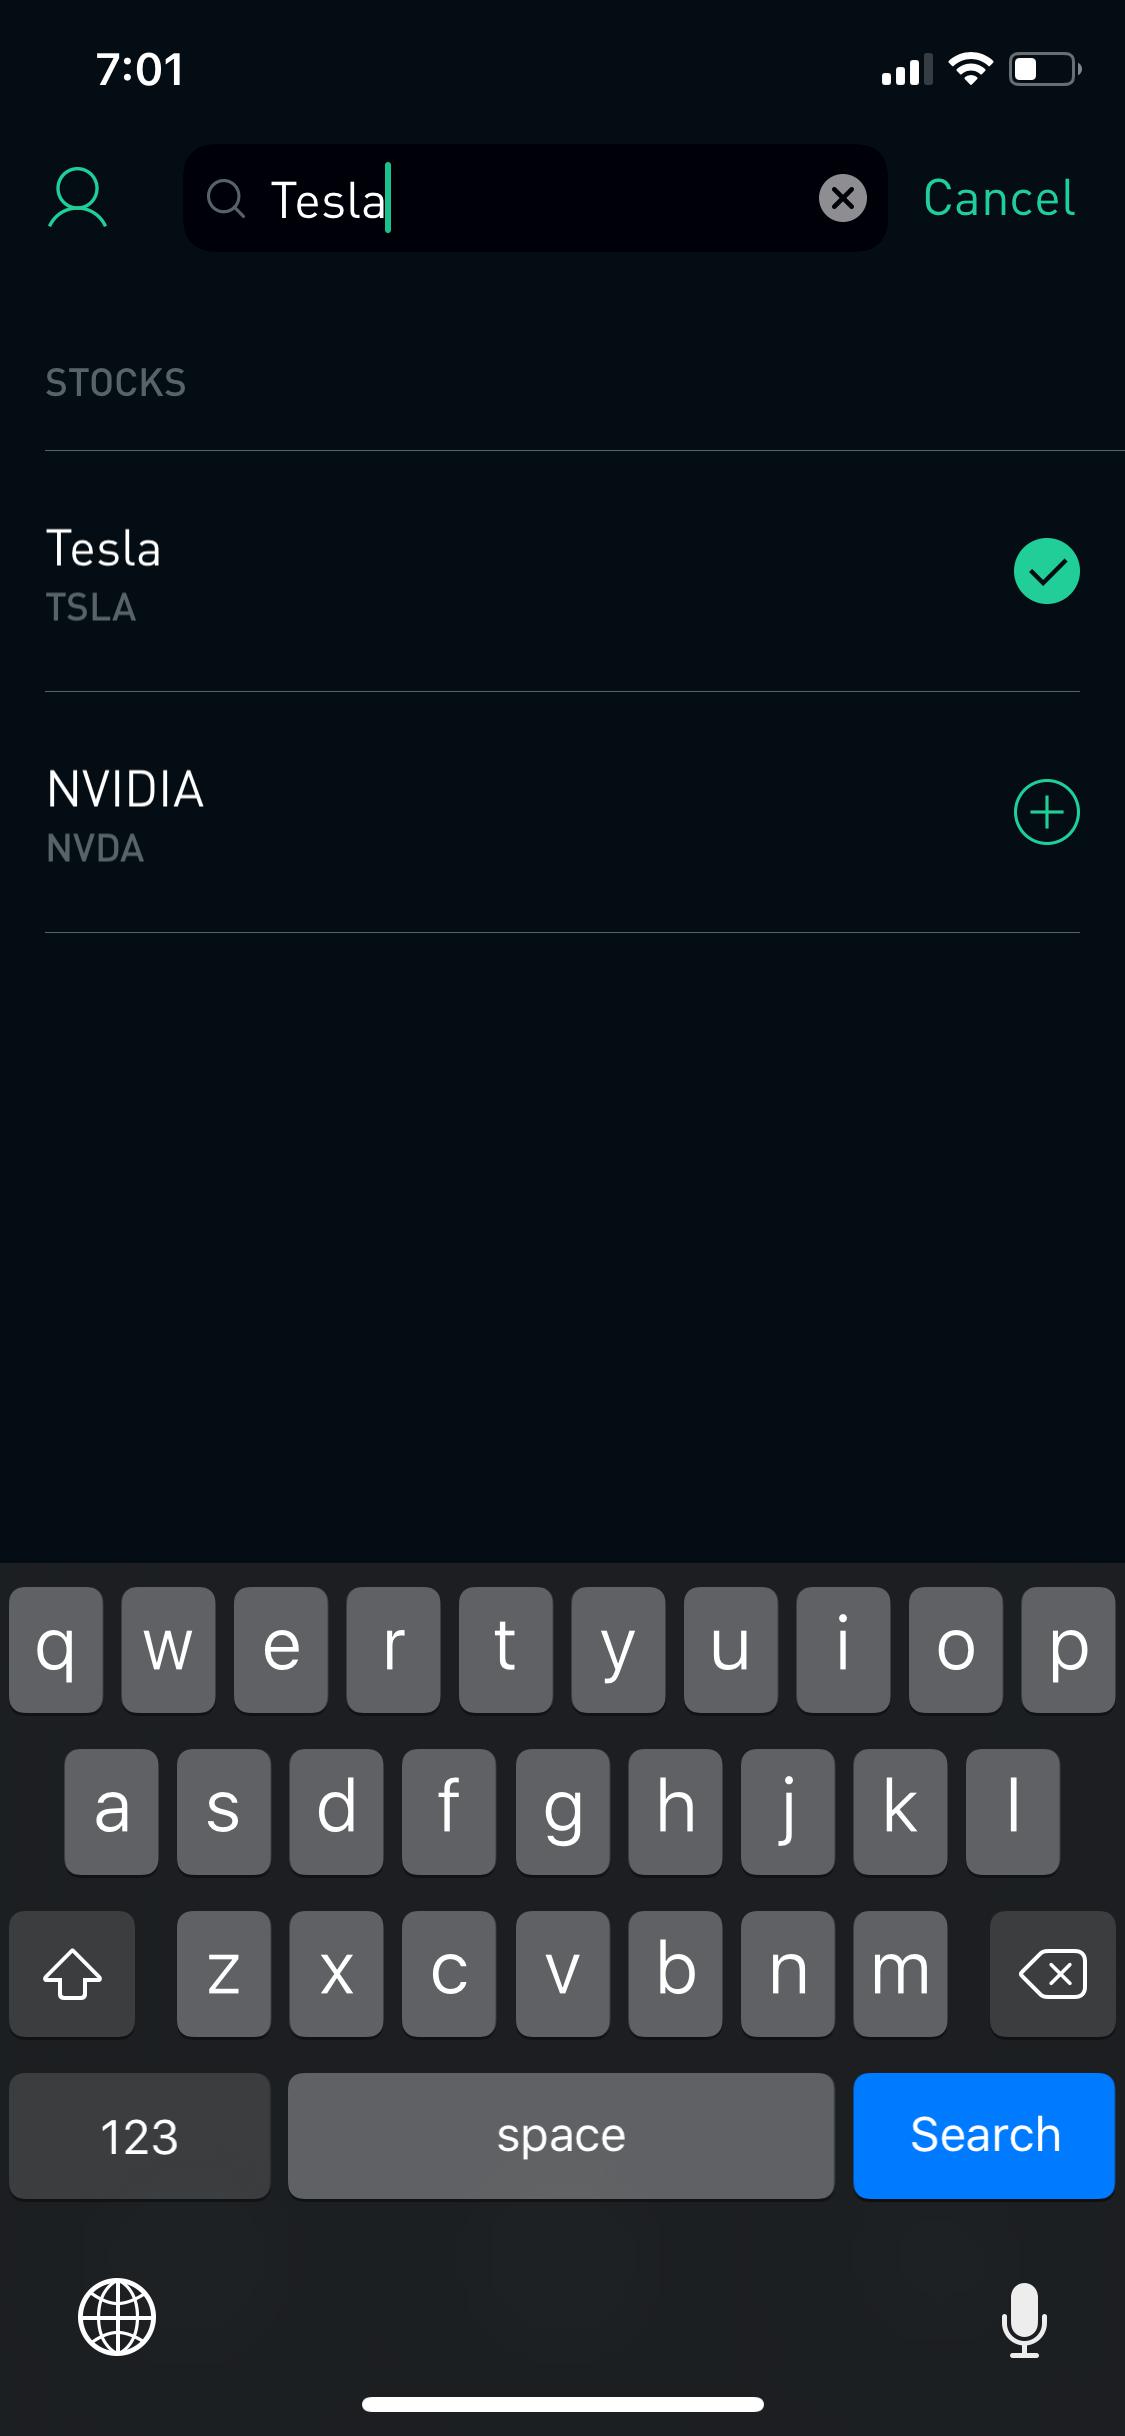 7:01
Tesla
Cancel
STOCKS
Tesla
TSLA
NVIDIA
NVDA
q w e r t y u i o p
a s d f g h j k l
z x c v b n m
123 space Search